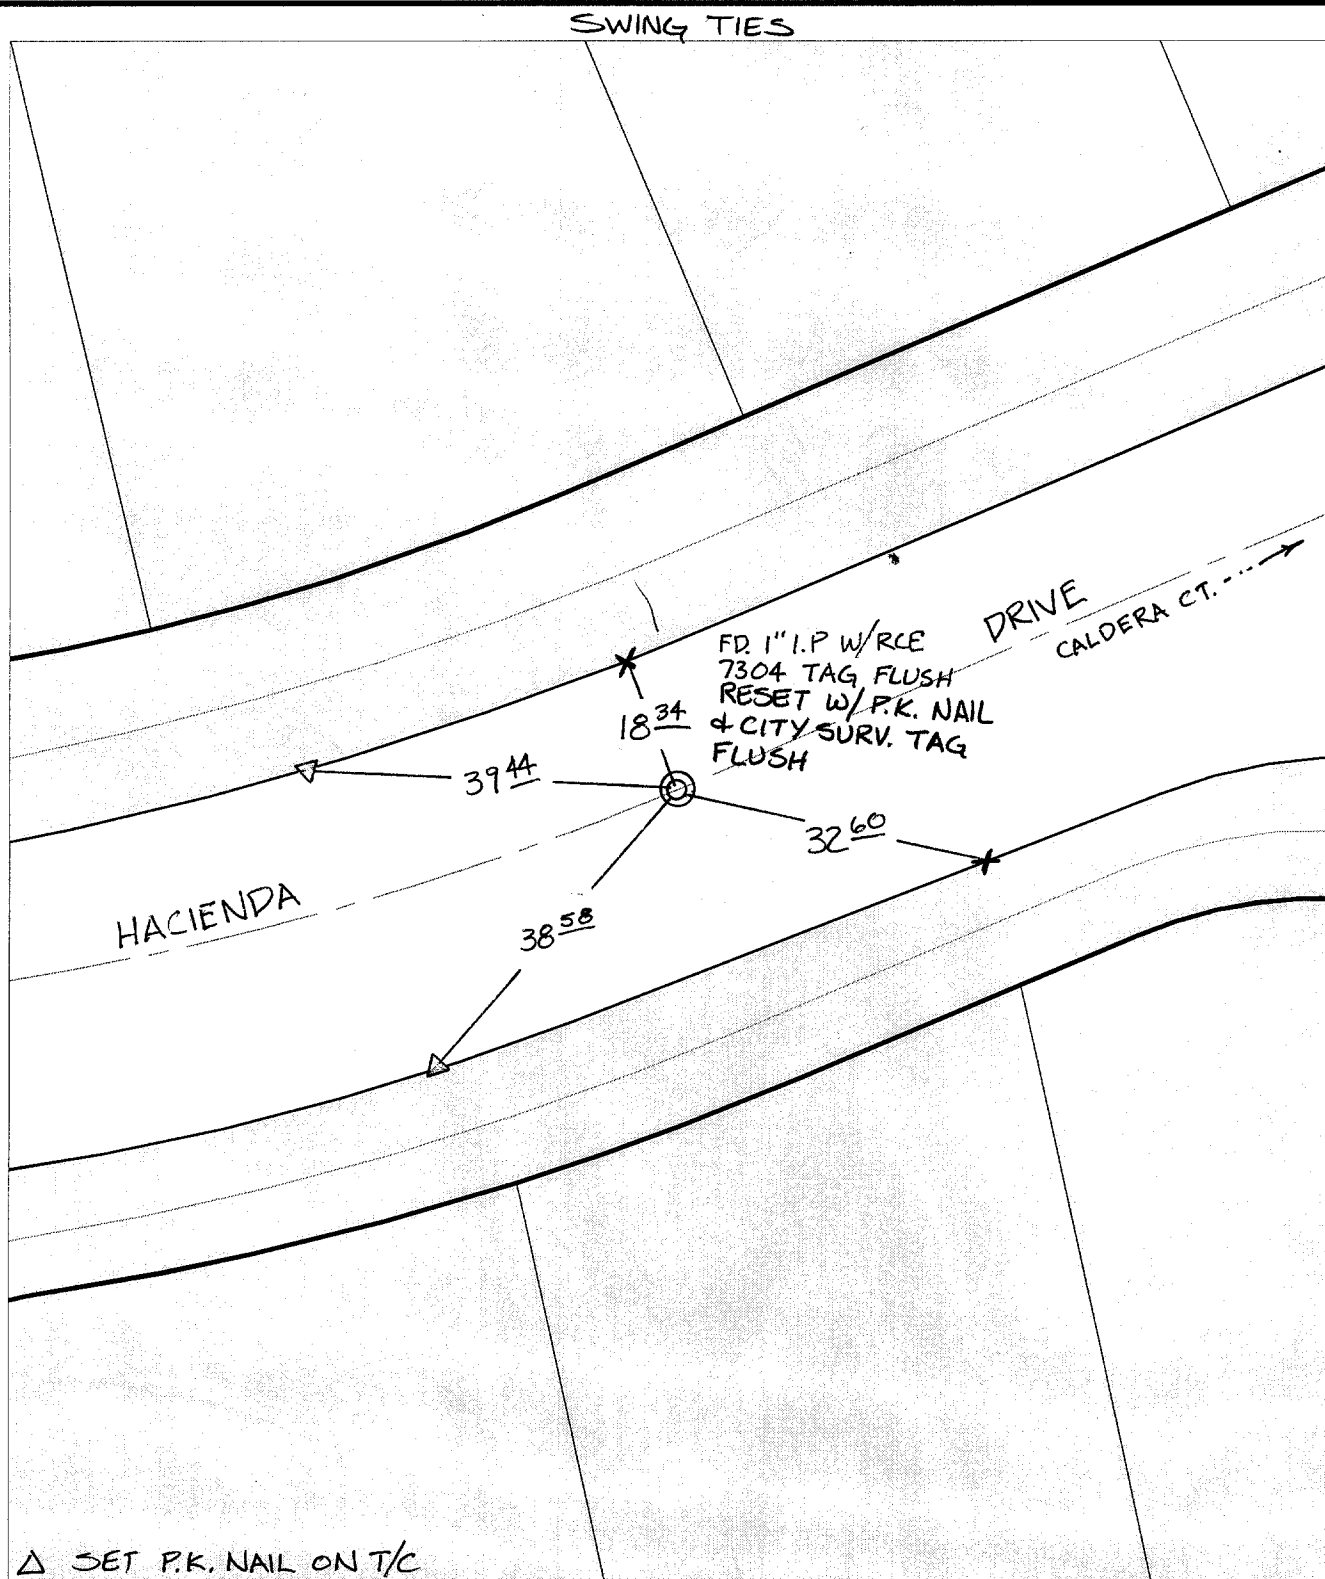 SWING TIES
DRIVE
CALDERA CT.
FD. 1" I.P W/RCE
7304 TAG FLUSH
RESET W/ P.K. NAIL
& CITY SURV. TAG
FLUSH
18 34
39 44
32 60
HACIENDA
38 58
△ SET P.K. NAIL ON T/C